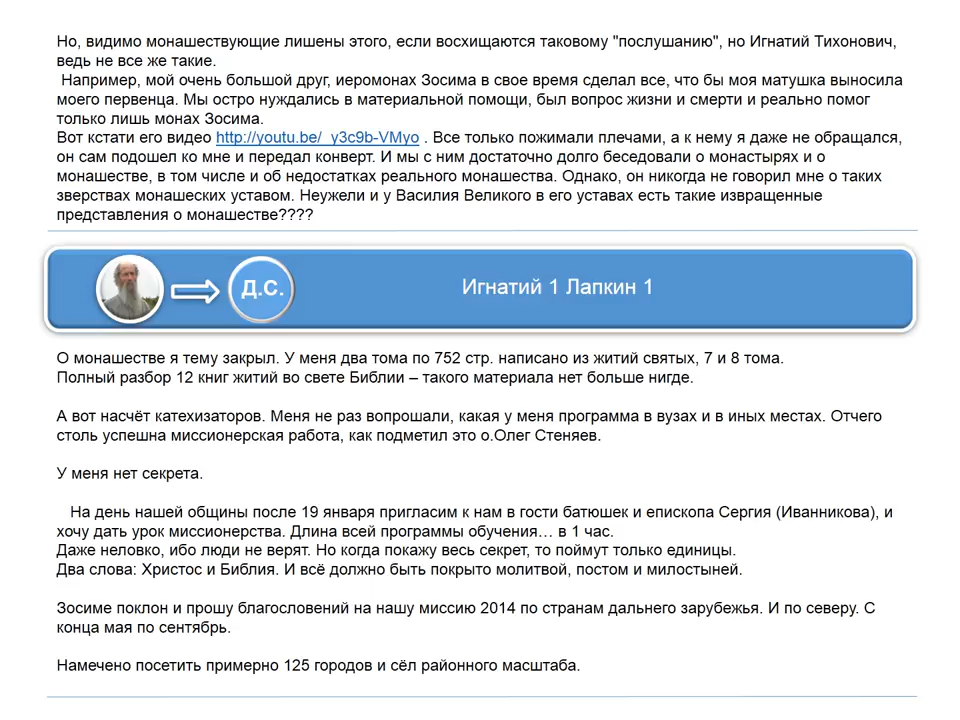 Но, видимо монашествующие лишены этого, если восхищаются таковому "послушанию", но Игнатий Тихонович,
ведь не все же такие.
Например, мой очень большой друг, иеромонах Зосима в свое время сделал все, что бы моя матушка выносила
моего первенца. Мы остро нуждались в материальной помощи, был вопрос жизни и смерти и реально помог
только лишь монах Зосима.
Вот кстати его видео http://youtu.be/_y3c9b-VMyo . Все только пожимали плечами, а к нему я даже не обращался,
он сам подошел ко мне и передал конверт. И мы с ним достаточно долго беседовали о монастырях и о
монашестве, в том числе и об недостатках реального монашества. Однако, он никогда не говорил мне о таких
зверствах монашеских уставом. Неужели и у Василия Великого в его уставах есть такие извращенные
представления о монашестве????
Д.С.
Игнатий 1 Лапкин 1
О монашестве я тему закрыл. У меня два тома по 752 стр. написано из житий святых, 7 и 8 тома.
Полный разбор 12 книг житий во свете Библии – такого материала нет больше нигде.
А вот насчёт катехизаторов. Меня не раз вопрошали, какая у меня программа в вузах и в иных местах. Отчего
столь успешна миссионерская работа, как подметил это о.Олег Стеняев.
У меня нет секрета.
На день нашей общины после 19 января пригласим к нам в гости батюшек и епископа Сергия (Иванникова), и
хочу дать урок миссионерства. Длина всей программы обучения… в 1 час.
Даже неловко, ибо люди не верят. Но когда покажу весь секрет, то поймут только единицы.
Два слова: Христос и Библия. И всё должно быть покрыто молитвой, постом и милостыней.
Зосиме поклон и прошу благословений на нашу миссию 2014 по странам дальнего зарубежья. И по северу. С
конца мая по сентябрь.
Намечено посетить примерно 125 городов и сёл районного масштаба.